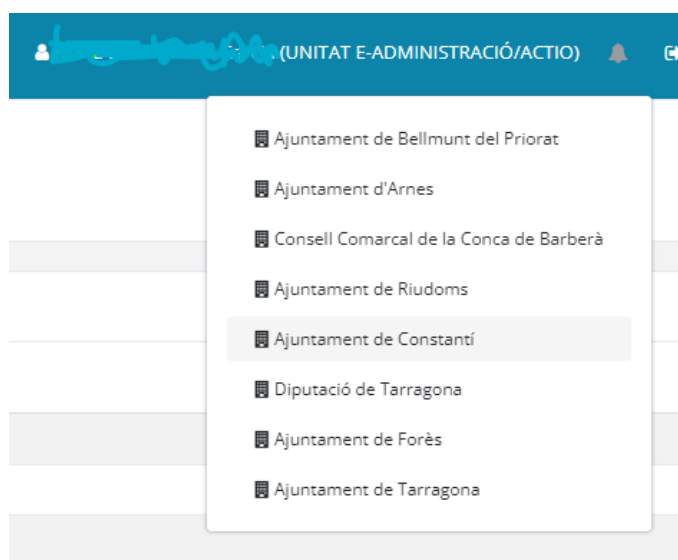 (UNITAT E-ADMINISTRACIÓ/ACTIO)
Ajuntament de Bellmunt del Priorat
Ajuntament d'Arnes
Consell Comarcal de la Conca de Barberà
Ajuntament de Riudoms
Ajuntament de Constantí
Diputació de Tarragona
Ajuntament de Forès
Ajuntament de Tarragona